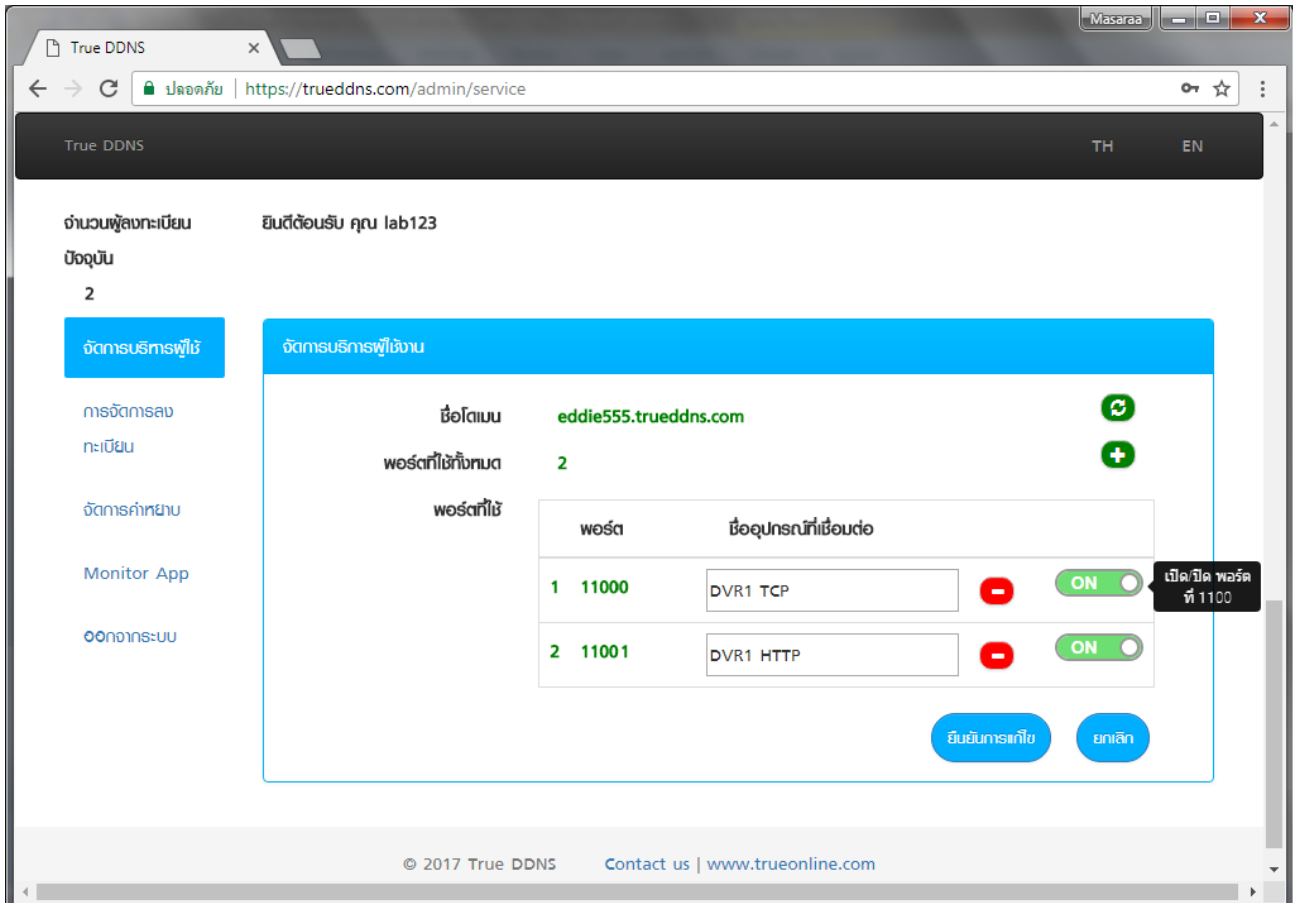 Masaraa
True DDNS
ปลอดภัย | https://trueddns.com/admin/service
True DDNS TH EN
จำนวนผู้ลงทะเบียน
ปัจจุบัน
2
ยินดีต้อนรับ คุณ lab123
จัดการบริการผู้ใช้
การจัดการลง
ทะเบียน
จัดการคำหยาบ
Monitor App
ออกจากระบบ
จัดการบริการผู้ใช้งาน
ชื่อโดเมน eddie555.trueddns.com
พอร์ตที่ใช้ทั้งหมด 2
พอร์ตที่ใช้
พอร์ต ชื่ออุปกรณ์ที่เชื่อมต่อ
1 11000 DVR1 TCP ON
เปิด/ปิด พอร์ต
ที่ 1100
2 11001 DVR1 HTTP ON
ยืนยันการแก้ไข ยกเลิก
© 2017 True DDNS Contact us | www.trueonline.com